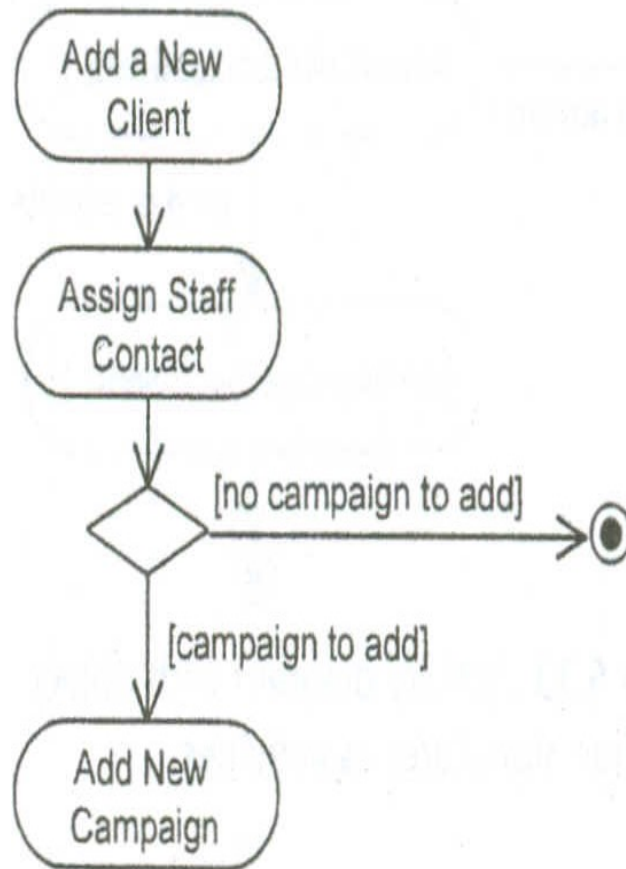 Add a New
Client
Assign Staff
Contact
[no campaign to add]
[campaign to add]
Add New
Campaign